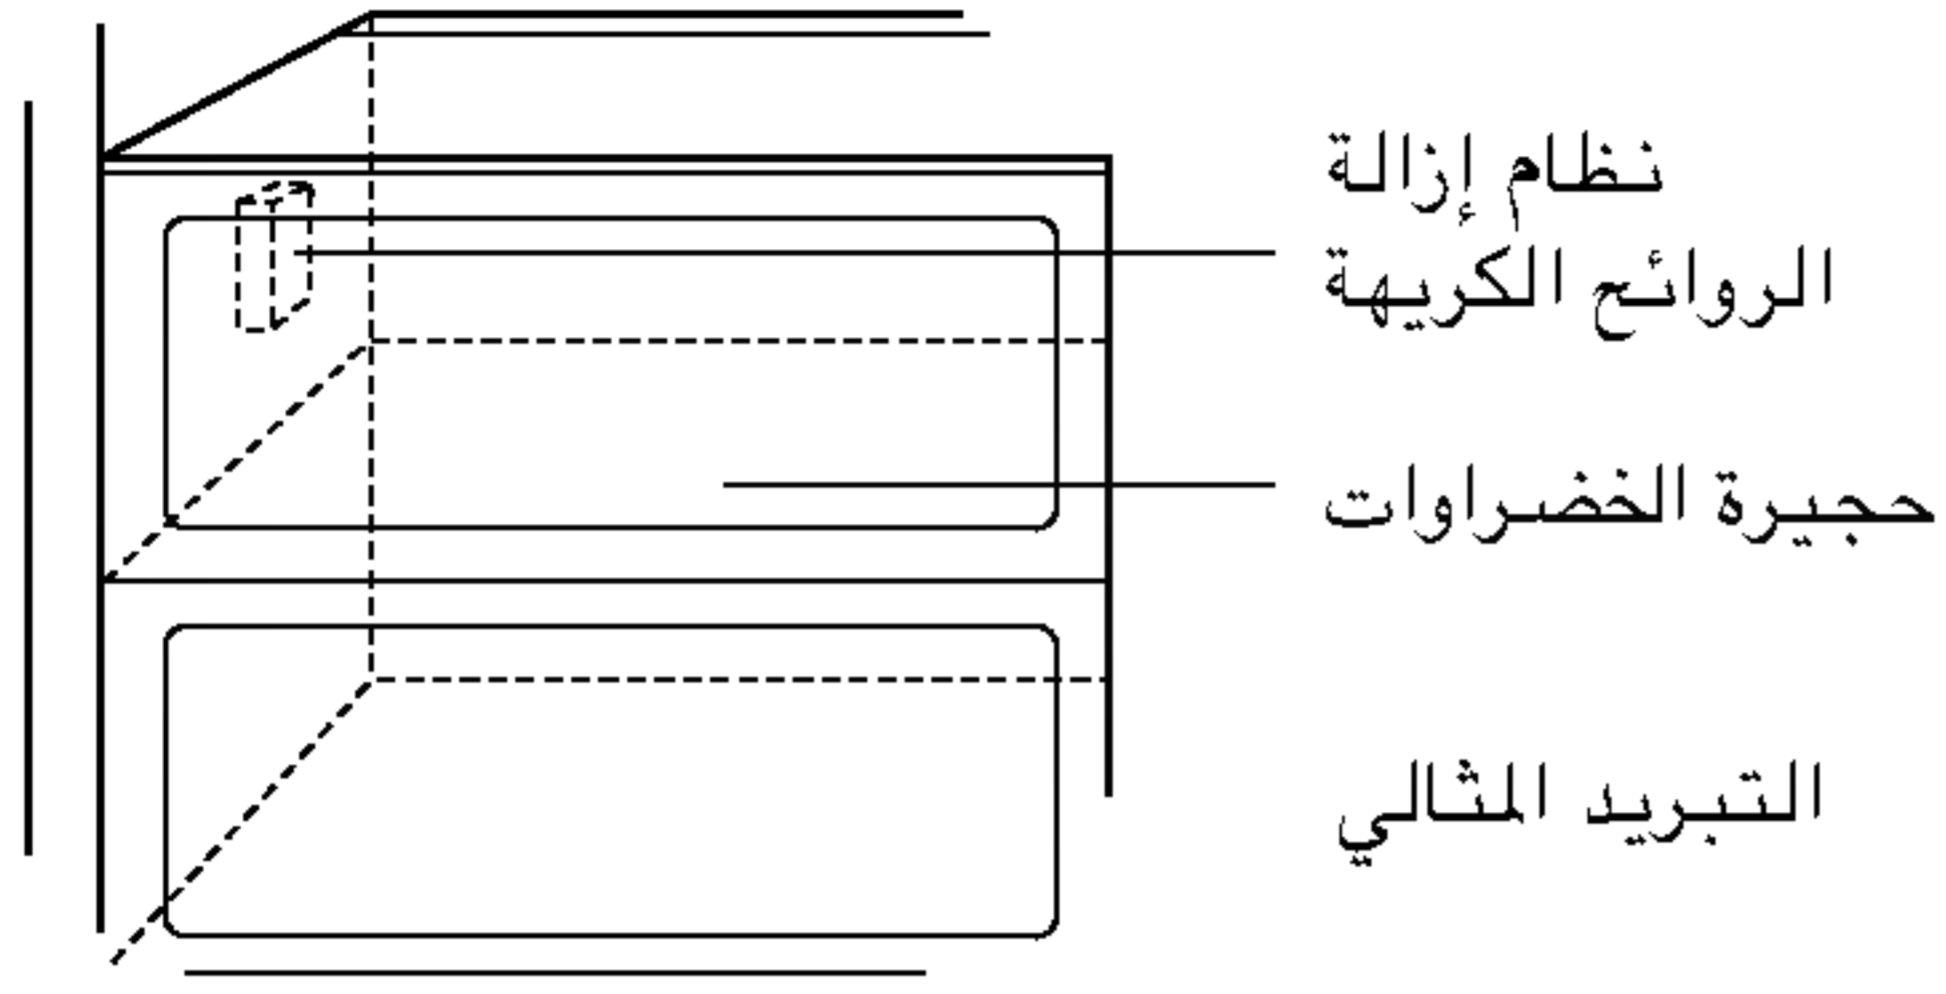 نظام إزالة
الروائح الكريهة
حجيرة الخضراوات
التبريد المثالي